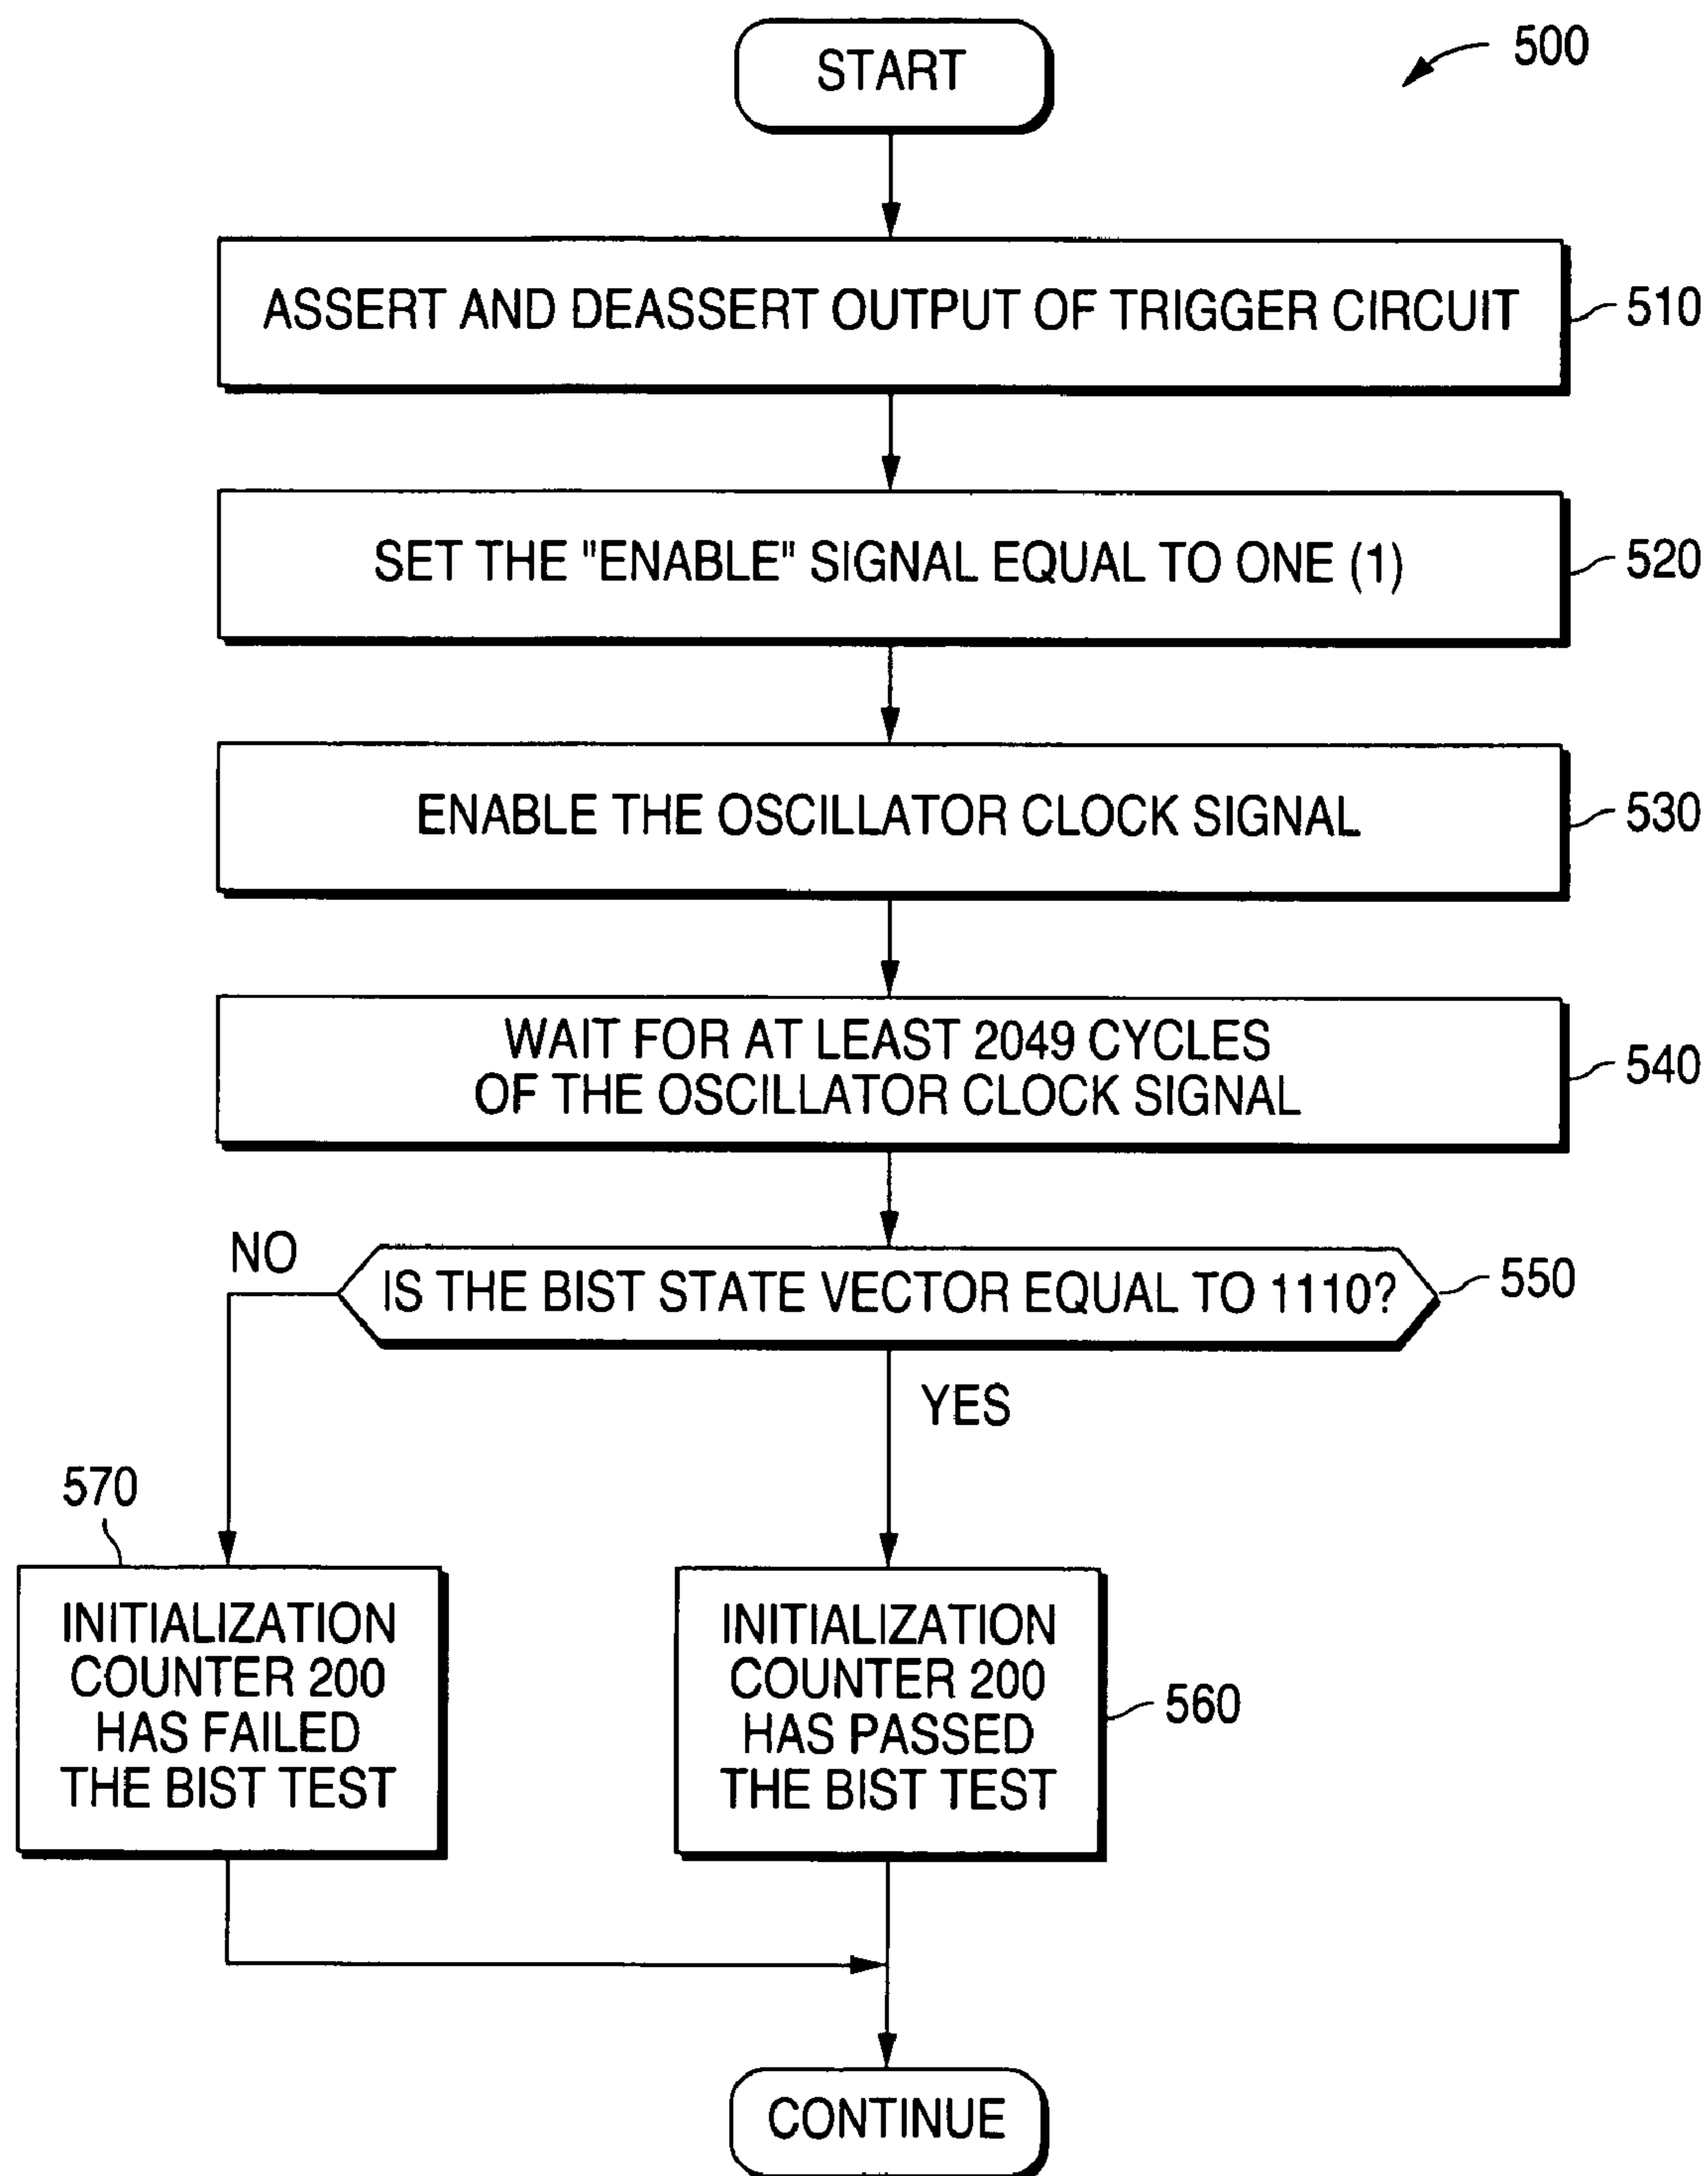 START
500
ASSERT AND DEASSERT OUTPUT OF TRIGGER CIRCUIT
510
SET THE "ENABLE" SIGNAL EQUAL TO ONE (1)
520
ENABLE THE OSCILLATOR CLOCK SIGNAL
530
WAIT FOR AT LEAST 2049 CYCLES
OF THE OSCILLATOR CLOCK SIGNAL
540
NO
IS THE BIST STATE VECTOR EQUAL TO 1110?
550
YES
570
INITIALIZATION
COUNTER 200
HAS FAILED
THE BIST TEST
INITIALIZATION
COUNTER 200
HAS PASSED
THE BIST TEST
560
CONTINUE